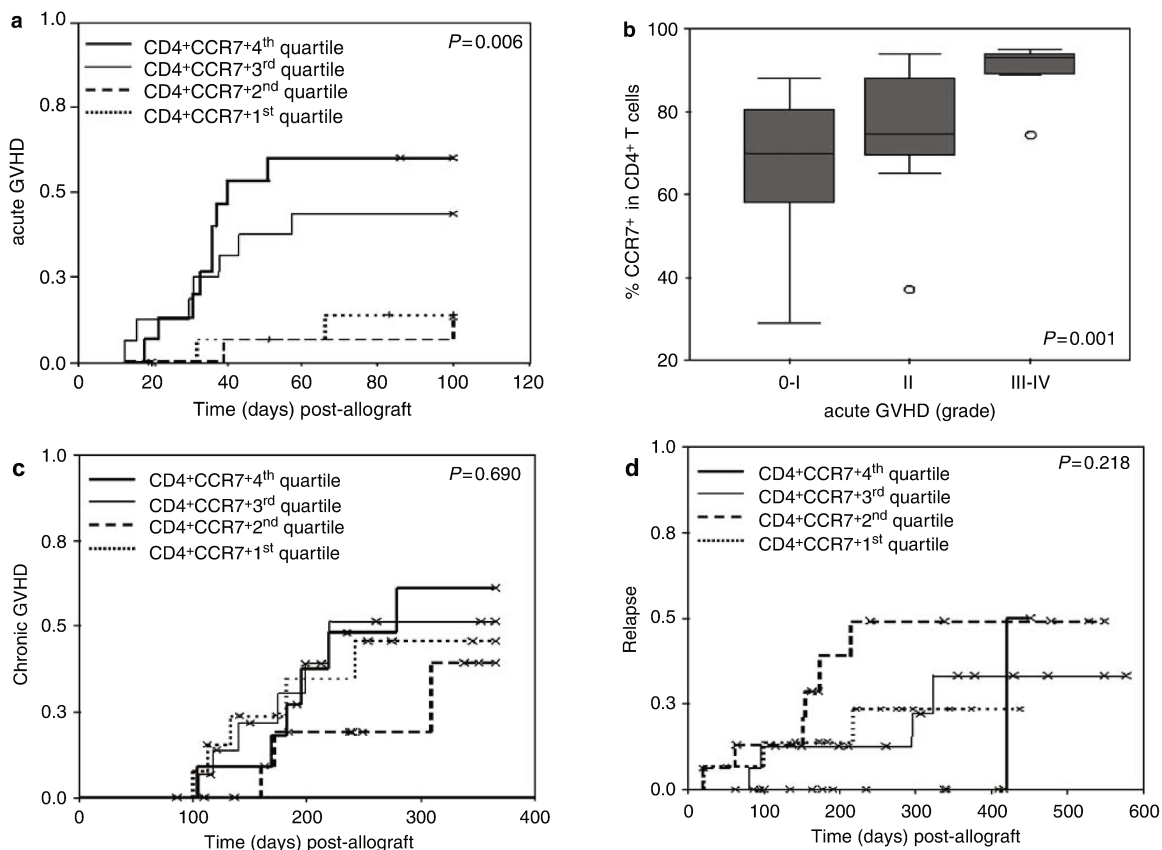 a
1.0
CD4⁺CCR7⁺4ᵗʰ quartile
CD4⁺CCR7⁺3ʳᵈ quartile
CD4⁺CCR7⁺2ⁿᵈ quartile
CD4⁺CCR7⁺1ˢᵗ quartile
P=0.006
0.8
0.5
0.3
0.0
acute GVHD
0 20 40 60 80 100 120
Time (days) post-allograft
b
100
80
60
40
20
% CCR7⁺ in CD4⁺ T cells
P=0.001
0-I II III-IV
acute GVHD (grade)
c
1.0
CD4⁺CCR7⁺4ᵗʰ quartile
CD4⁺CCR7⁺3ʳᵈ quartile
CD4⁺CCR7⁺2ⁿᵈ quartile
CD4⁺CCR7⁺1ˢᵗ quartile
P=0.690
0.8
0.5
0.3
0.0
Chronic GVHD
0 100 200 300 400
Time (days) post-allograft
d
1.0
CD4⁺CCR7⁺4ᵗʰ quartile
CD4⁺CCR7⁺3ʳᵈ quartile
CD4⁺CCR7⁺2ⁿᵈ quartile
CD4⁺CCR7⁺1ˢᵗ quartile
P=0.218
0.8
0.5
0.3
0.0
Relapse
0 100 200 300 400 500 600
Time (days) post-allograft